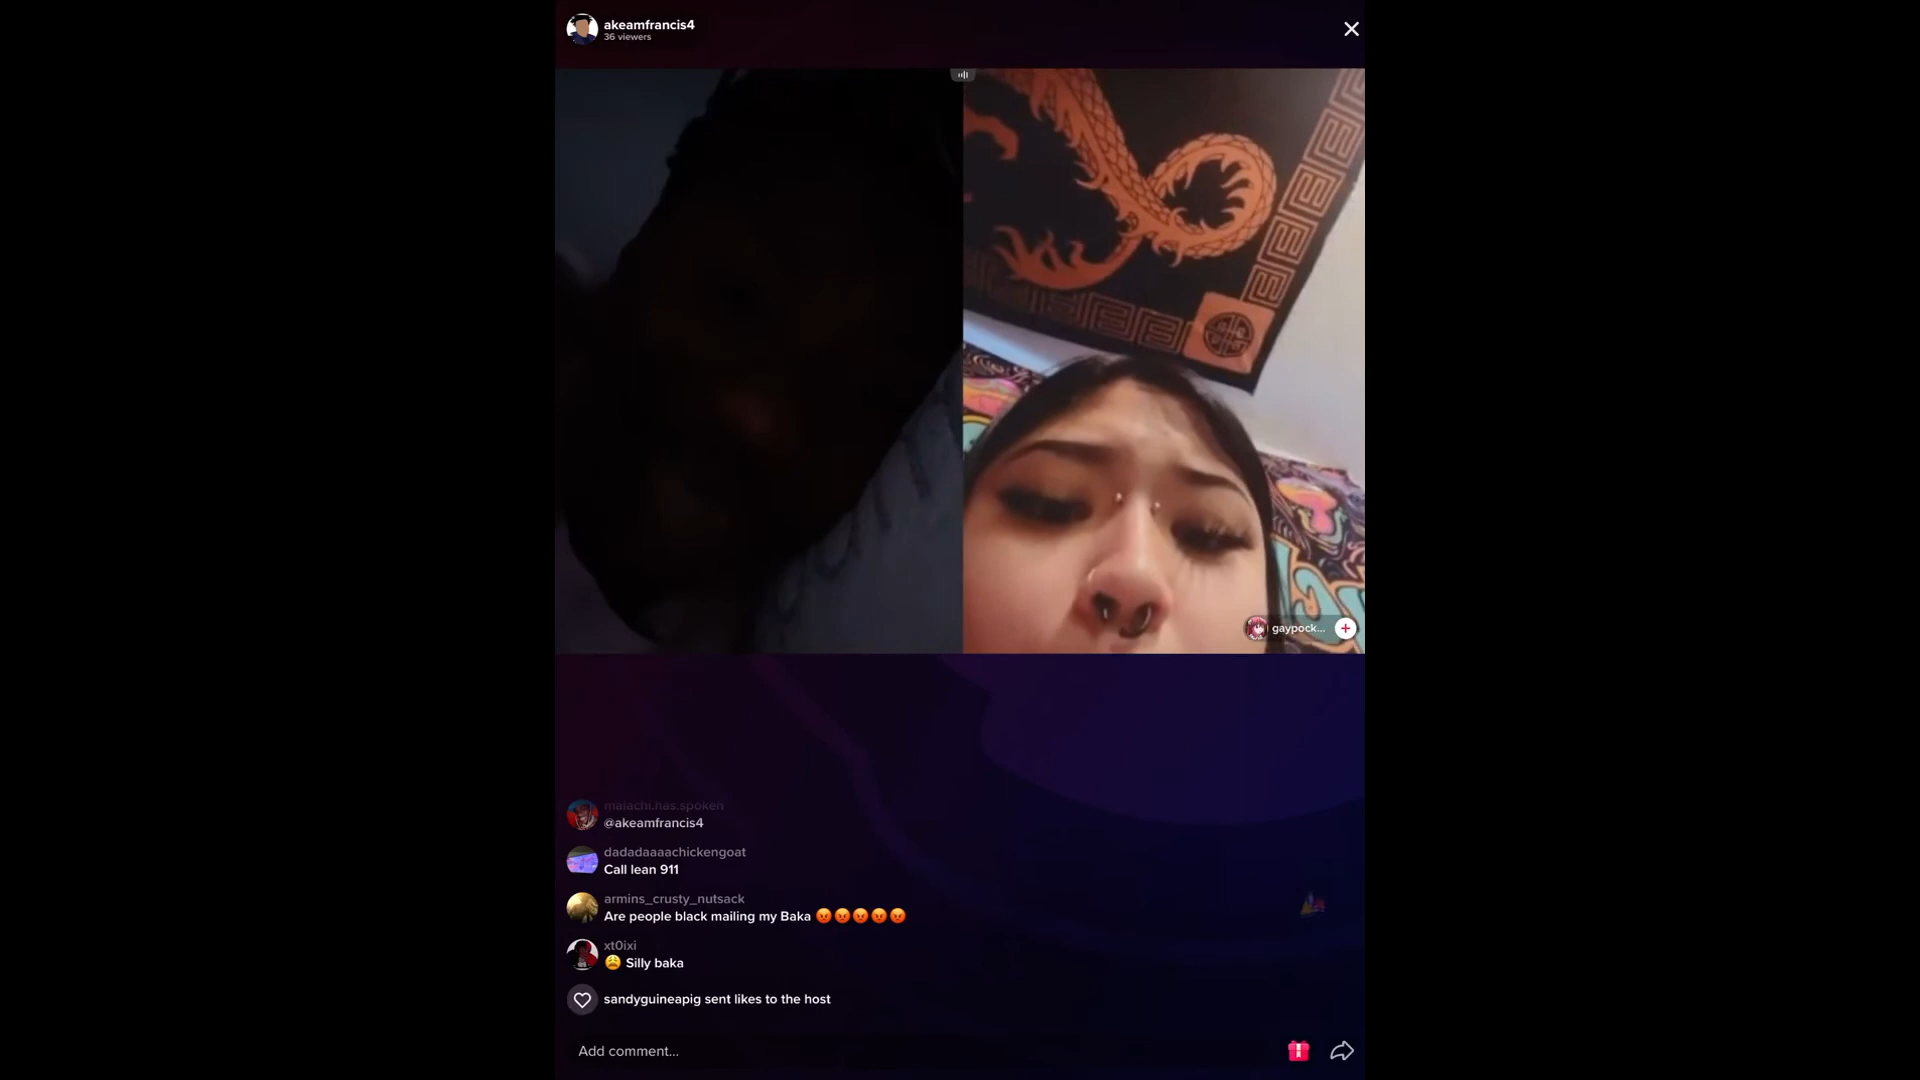 akeamfrancis4
36 viewers
gaypock...
malachi.has.spoken
@akeamfrancis4
dadadaaaachickengoat
Call lean 911
armins_crusty_nutsack
Are people black mailing my Baka 😡😡😡😡😡
xt0ixi
😩 Silly baka
sandyguineapig sent likes to the host
Add comment...